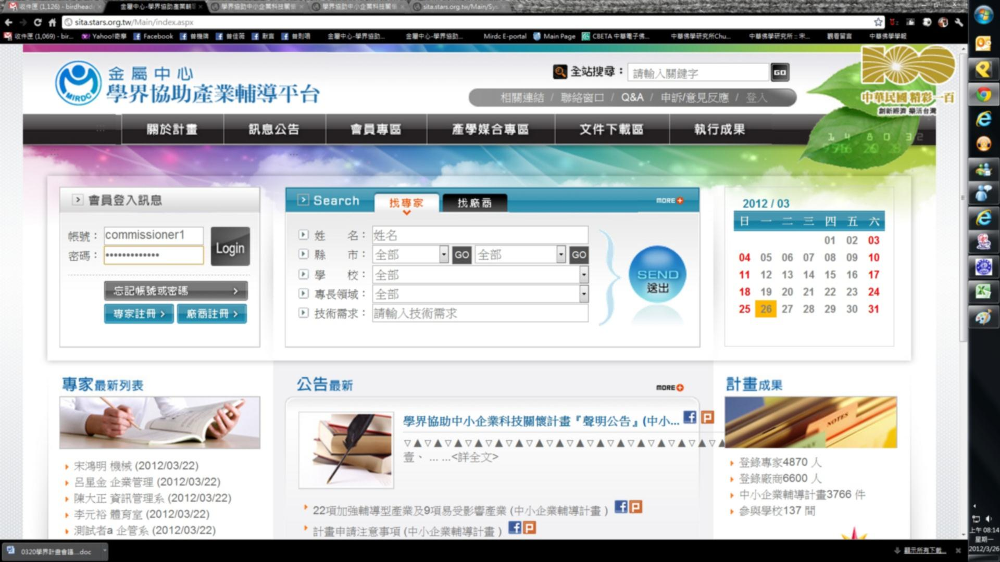 收件匣 (1,126) - birdhead
金屬中心-學界協助產業輔
學界協助中小企業科技關懷
學界協助中小企業科技關懷
sita.stars.org.tw/Main/Sys
sita.stars.org.tw/Main/index.aspx
收件匣 (1,069) - bir... Yahoo!奇摩 Facebook 曾機牌 曾佳薇 默言 金屬中心-學界協助... 金屬中心-學界協助... Mirdc E-portal Main Page CBETA 中華電子佛... 中華佛學研究所Chu... 中華佛學研究所 :: 宋... 觀看留言 中華佛學學報
MIRDC
金屬中心
學界協助產業輔導平台
全站搜尋： 請輸入關鍵字 GO
相關連結 / 聯絡窗口 / Q&A / 申訴/意見反應 / 登入
中華民國 精彩一百
創新經濟 樂活台灣
關於計畫 訊息公告 會員專區 產學媒合專區 文件下載區 執行成果
會員登入訊息
帳號： commissioner1
密碼： •••••••••••••
Login
忘記帳號或密碼
專家註冊 廠商註冊
Search 找專家 找廠商 MORE
姓 名： 姓名
縣 市： 全部 GO 全部 GO
學 校： 全部
專長領域： 全部
技術需求： 請輸入技術需求
SEND
送出
2012 / 03
日 一 二 三 四 五 六
01 02 03
04 05 06 07 08 09 10
11 12 13 14 15 16 17
18 19 20 21 22 23 24
25 26 27 28 29 30 31
專家最新列表
宋鴻明 機械 (2012/03/22)
呂星金 企業管理 (2012/03/22)
陳大正 資訊管理系 (2012/03/22)
李元裕 體育室 (2012/03/22)
測試者a 企管系 (2012/03/22)
公告最新 MORE
學界協助中小企業科技關懷計畫『聲明公告』(中小...
▽▲▽▲▽▲▽▲▽▲▽▲▽▲▽▲▽▲▽▲▽▲▽▲▽▲▽▲▽▲▽▲
壹、 ... ...<詳全文>
22項加強輔導型產業及9項易受影響產業 (中小企業輔導計畫 )
計畫申請注意事項 (中小企業輔導計畫 )
計畫成果
NOTES
登錄專家4870 人
登錄廠商6600 人
中小企業輔導計畫3766 件
參與學校137 間
0320學界計畫會議....doc
顯示所有下載...
上午 08:14
星期一
2012/3/26